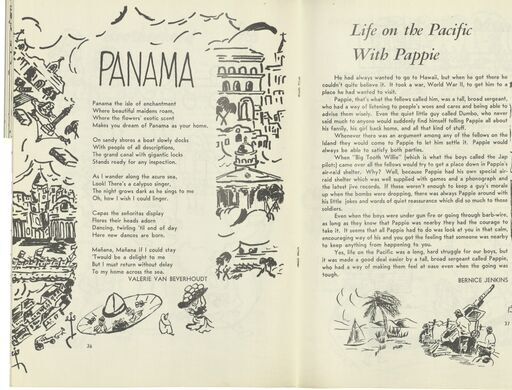 PANAMA
Panama the isle of enchantment
Where beautiful maidens roam,
Where the flowers' exotic scent
Makes you dream of Panama as your home.
On sandy shores a boat slowly docks
With people of all descriptions,
The grand canal with gigantic locks
Stands ready for any inspection.
As I wander along the azure sea,
Look! There's a calypso singer,
The night grows dark as he sings to me
Oh, how I wish I could linger.
Capas the señoritas display
Flores their heads adorn
Dancing, twirling 'til end of day
Here new dances are born.
Mañana, Mañana if I could stay
'Twould be a delight to me
But I must return without delay
To my home across the sea.
VALERIE VAN BEVERHOUDT
36
Life on the Pacific
With Pappie
He had always wanted to go to Hawaii, but when he got there he
couldn't quite believe it. It took a war, World War II, to get him to a
place he had wanted to visit.
Pappie, that's what the fellows called him, was a tall, broad sergeant,
who had a way of listening to people's woes and cares and being able to
advise them wisely. Even the quiet little guy called Dumbo, who never
said much to anyone would suddenly find himself telling Pappie all about
his family, his girl back home, and all that kind of stuff.
Whenever there was an argument among any of the fellows on the
Island they would come to Pappie to let him settle it. Pappie would
always be able to satisfy both parties.
When "Big Tooth Willie" (which is what the boys called the Jap
pilots) came over all the fellows would try to get a place down in Pappie's
air-raid shelter. Why? Well, because Pappie had his own special air-
raid shelter which was well supplied with games and a phonograph and
the latest jive records. If these weren't enough to keep a guy's morale
up when the bombs were dropping, there was always Pappie around with
his little jokes and words of quiet reassurance which did so much to those
soldiers.
Even when the boys were under gun fire or going through barb-wire,
as long as they knew that Pappie was nearby they had the courage to
take it. It seems that all Pappie had to do was look at you in that calm,
encouraging way of his and you got the feeling that someone was nearby
to keep anything from happening to you.
Yes, life on the Pacific was a long, hard struggle for our boys, but
it was made a good deal easier by a tall, broad sergeant called Pappie,
who had a way of making them feel at ease even when the going was
tough.
BERNICE JENKINS
37